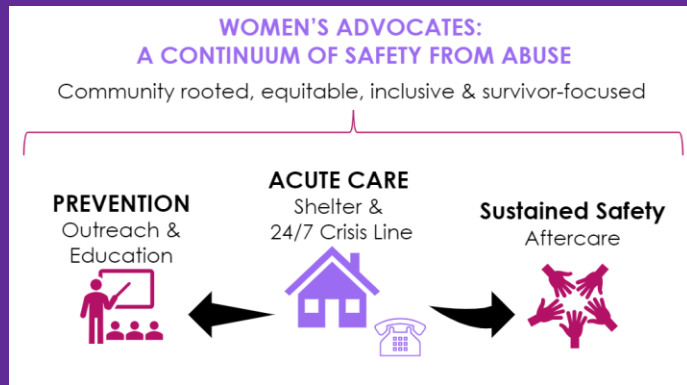 WOMEN'S ADVOCATES:
A CONTINUUM OF SAFETY FROM ABUSE
Community rooted, equitable, inclusive & survivor-focused
PREVENTION
Outreach &
Education
ACUTE CARE
Shelter &
24/7 Crisis Line
Sustained Safety
Aftercare